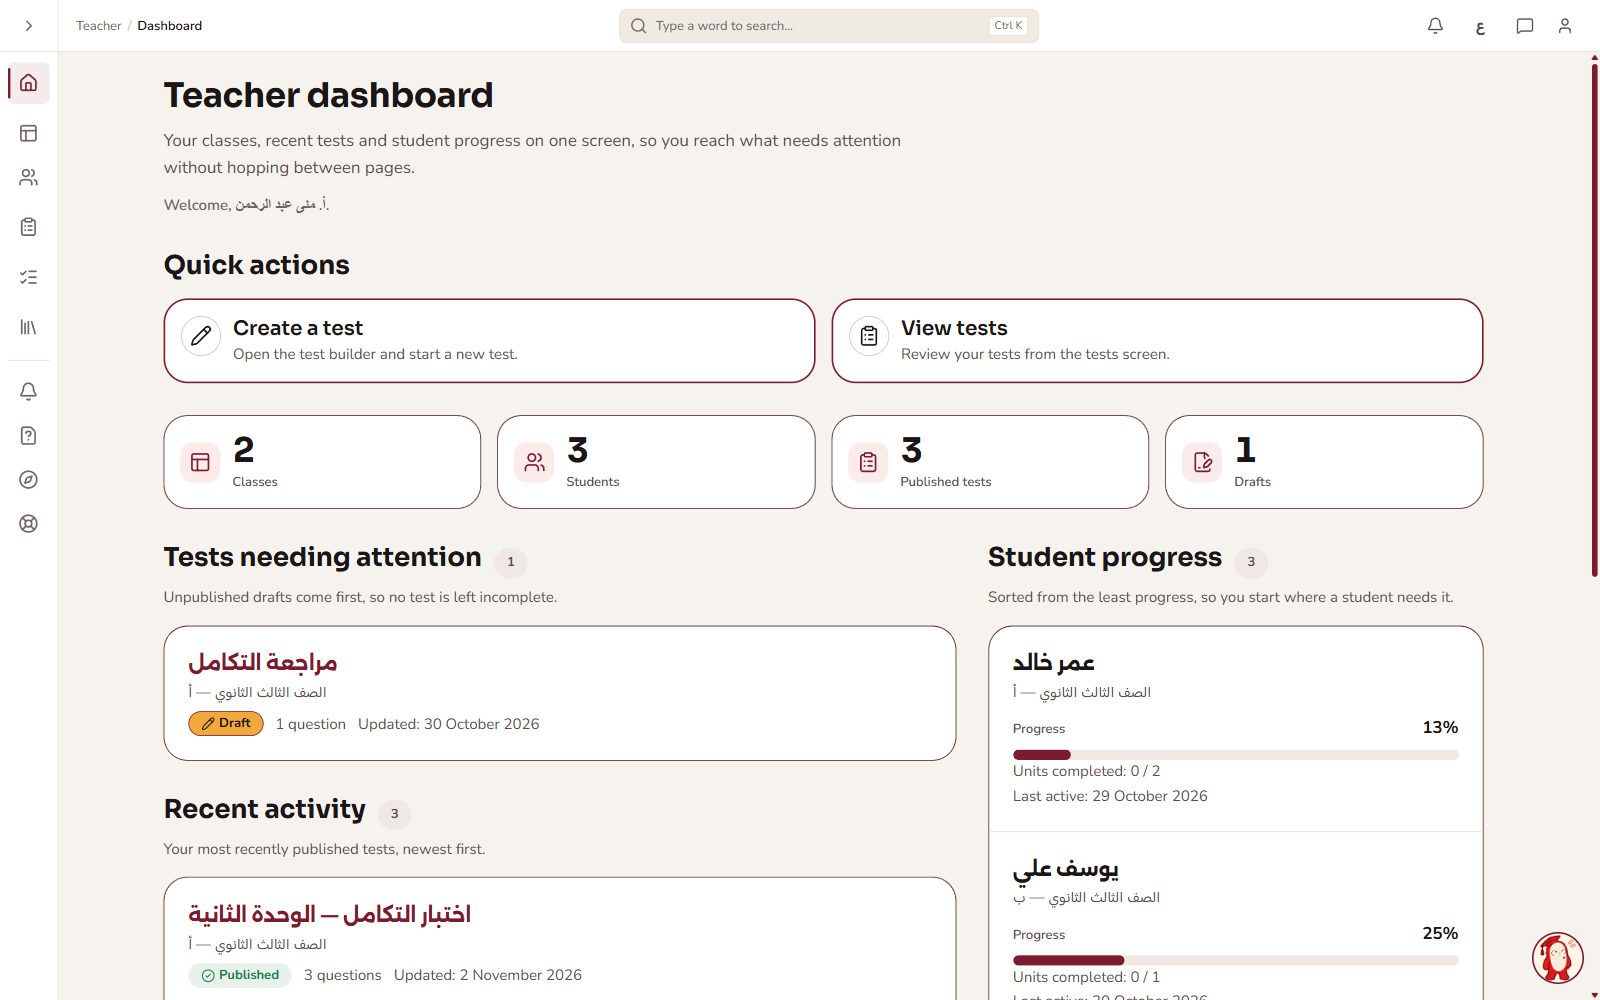 Teacher / Dashboard
Type a word to search...
Ctrl K
ع
Teacher dashboard
Your classes, recent tests and student progress on one screen, so you reach what needs attention
without hopping between pages.
Welcome, أ. منى عبد الرحمن.
Quick actions
Create a test
Open the test builder and start a new test.
View tests
Review your tests from the tests screen.
2
Classes
3
Students
3
Published tests
1
Drafts
Tests needing attention 1
Unpublished drafts come first, so no test is left incomplete.
مراجعة التكامل
الصف الثالث الثانوي — أ
Draft 1 question Updated: 30 October 2026
Recent activity 3
Your most recently published tests, newest first.
اختبار التكامل — الوحدة الثانية
الصف الثالث الثانوي — أ
Published 3 questions Updated: 2 November 2026
Student progress 3
Sorted from the least progress, so you start where a student needs it.
عمر خالد
الصف الثالث الثانوي — أ
Progress 13%
Units completed: 0 / 2
Last active: 29 October 2026
يوسف علي
الصف الثالث الثانوي — ب
Progress 25%
Units completed: 0 / 1
Last active: 30 October 2026